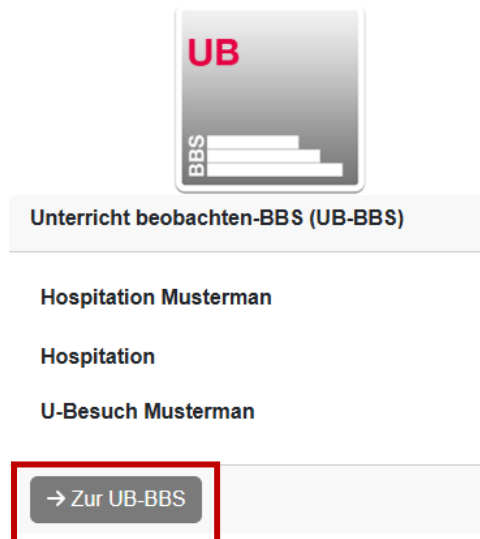 UB
BBS
Unterricht beobachten-BBS (UB-BBS)
Hospitation Musterman
Hospitation
U-Besuch Musterman
→ Zur UB-BBS